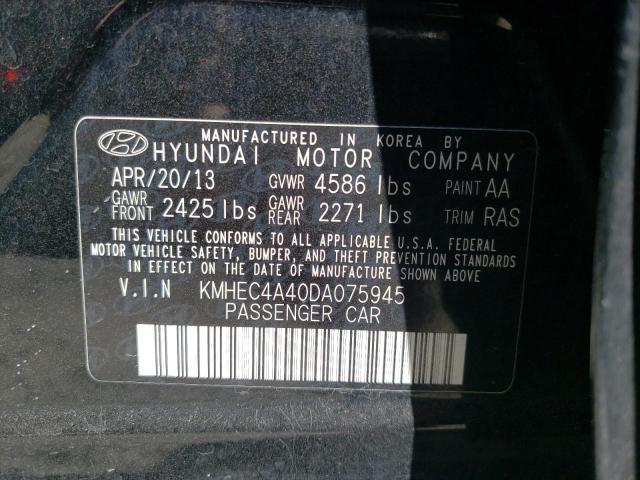 MANUFACTURED IN KOREA BY
HYUNDAI MOTOR COMPANY
APR/20/13 GVWR 4586 lbs PAINT AA
GAWR FRONT 2425 lbs GAWR REAR 2271 lbs TRIM RAS
THIS VEHICLE CONFORMS TO ALL APPLICABLE U.S.A. FEDERAL
MOTOR VEHICLE SAFETY, BUMPER, AND THEFT PREVENTION STANDARDS
IN EFFECT ON THE DATE OF MANUFACTURE SHOWN ABOVE
V.I.N KMHEC4A40DA075945
PASSENGER CAR